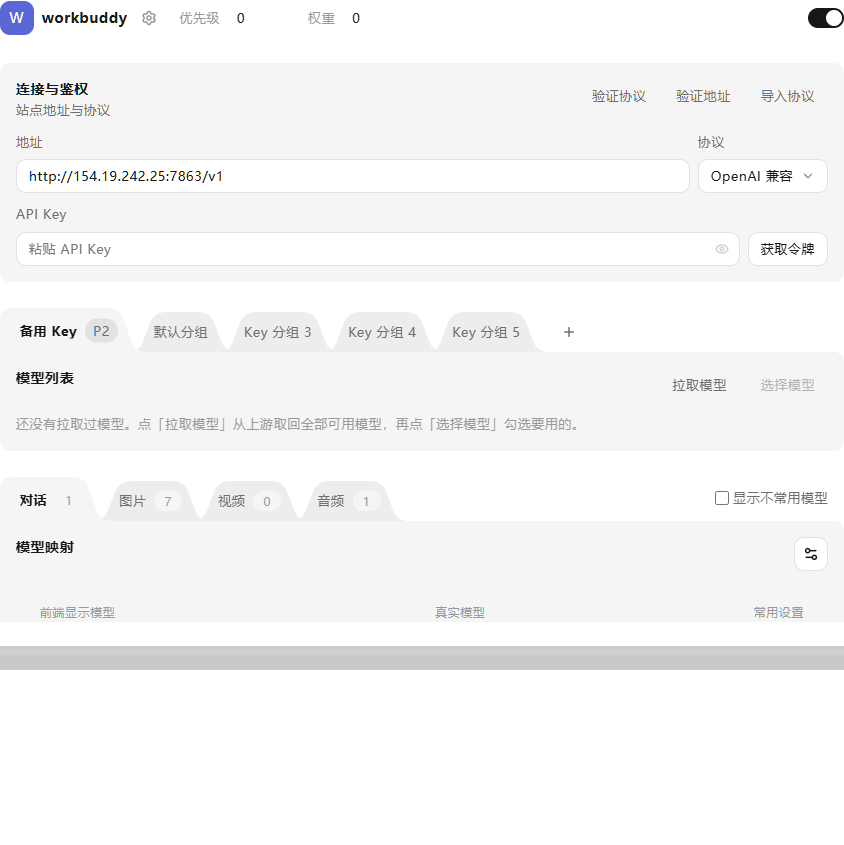 W workbuddy 优先级 0 权重 0
连接与鉴权
站点地址与协议
验证协议 验证地址 导入协议
地址 协议
http://154.19.242.25:7863/v1 OpenAI 兼容
API Key
粘贴 API Key 获取令牌
备用 Key P2 默认分组 Key 分组 3 Key 分组 4 Key 分组 5 +
模型列表
拉取模型 选择模型
还没有拉取过模型。点「拉取模型」从上游取回全部可用模型，再点「选择模型」勾选要用的。
对话 1 图片 7 视频 0 音频 1 显示不常用模型
模型映射
前端显示模型 真实模型 常用设置